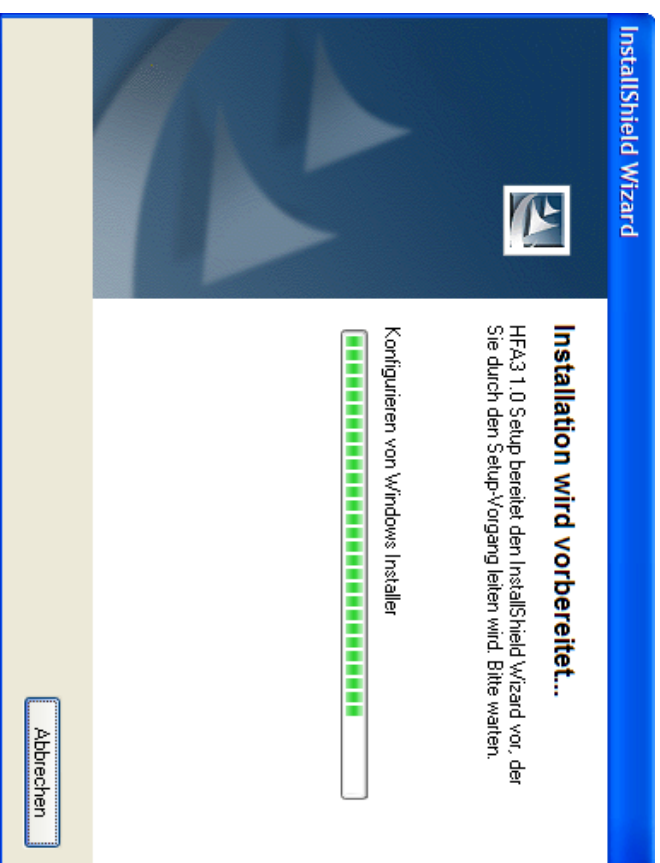 InstallShield Wizard
Installation wird vorbereitet...
HFA3 1.0 Setup bereitet den InstallShield Wizard vor, der
Sie durch den Setup-Vorgang leiten wird. Bitte warten.
Konfigurieren von Windows Installer
Abbrechen